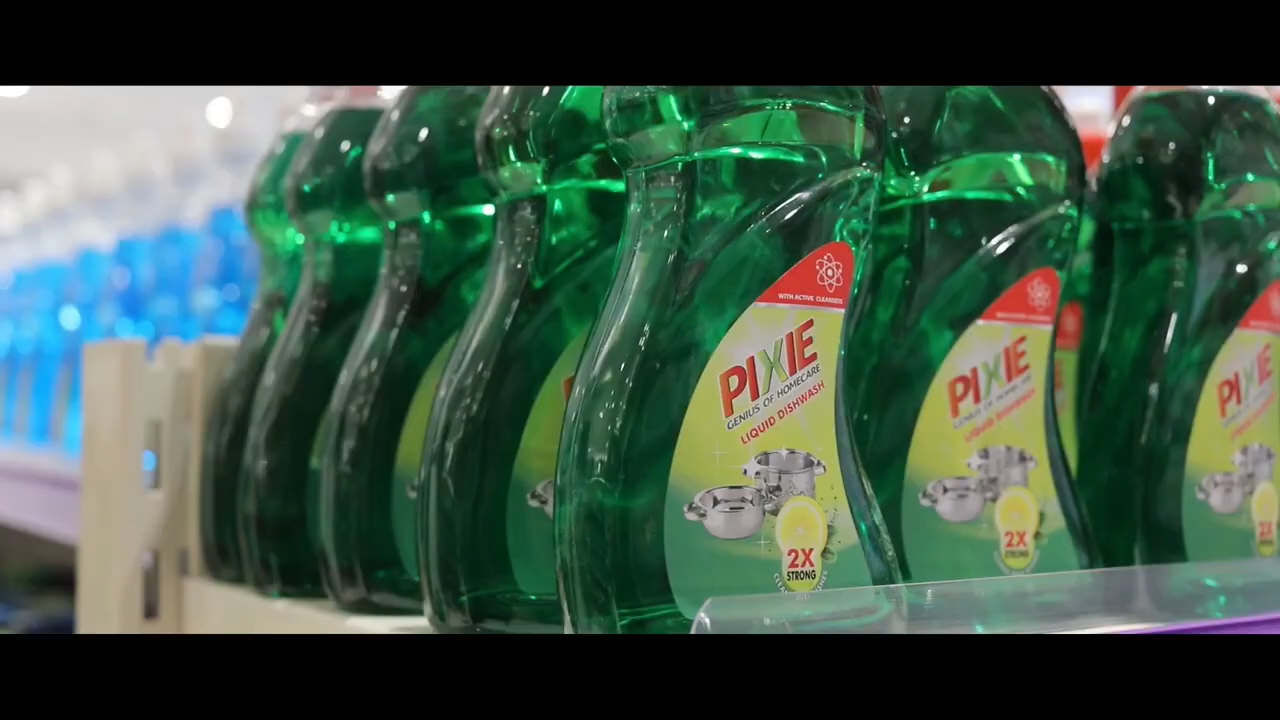 WITH ACTIVE CLEANSERS
PIXIE
GENIUS OF HOMECARE
LIQUID DISHWASH
2X
STRONG
PIXIE
GENIUS OF HOMECARE
LIQUID DISHWASH
2X
STRONG
PIXIE
2X